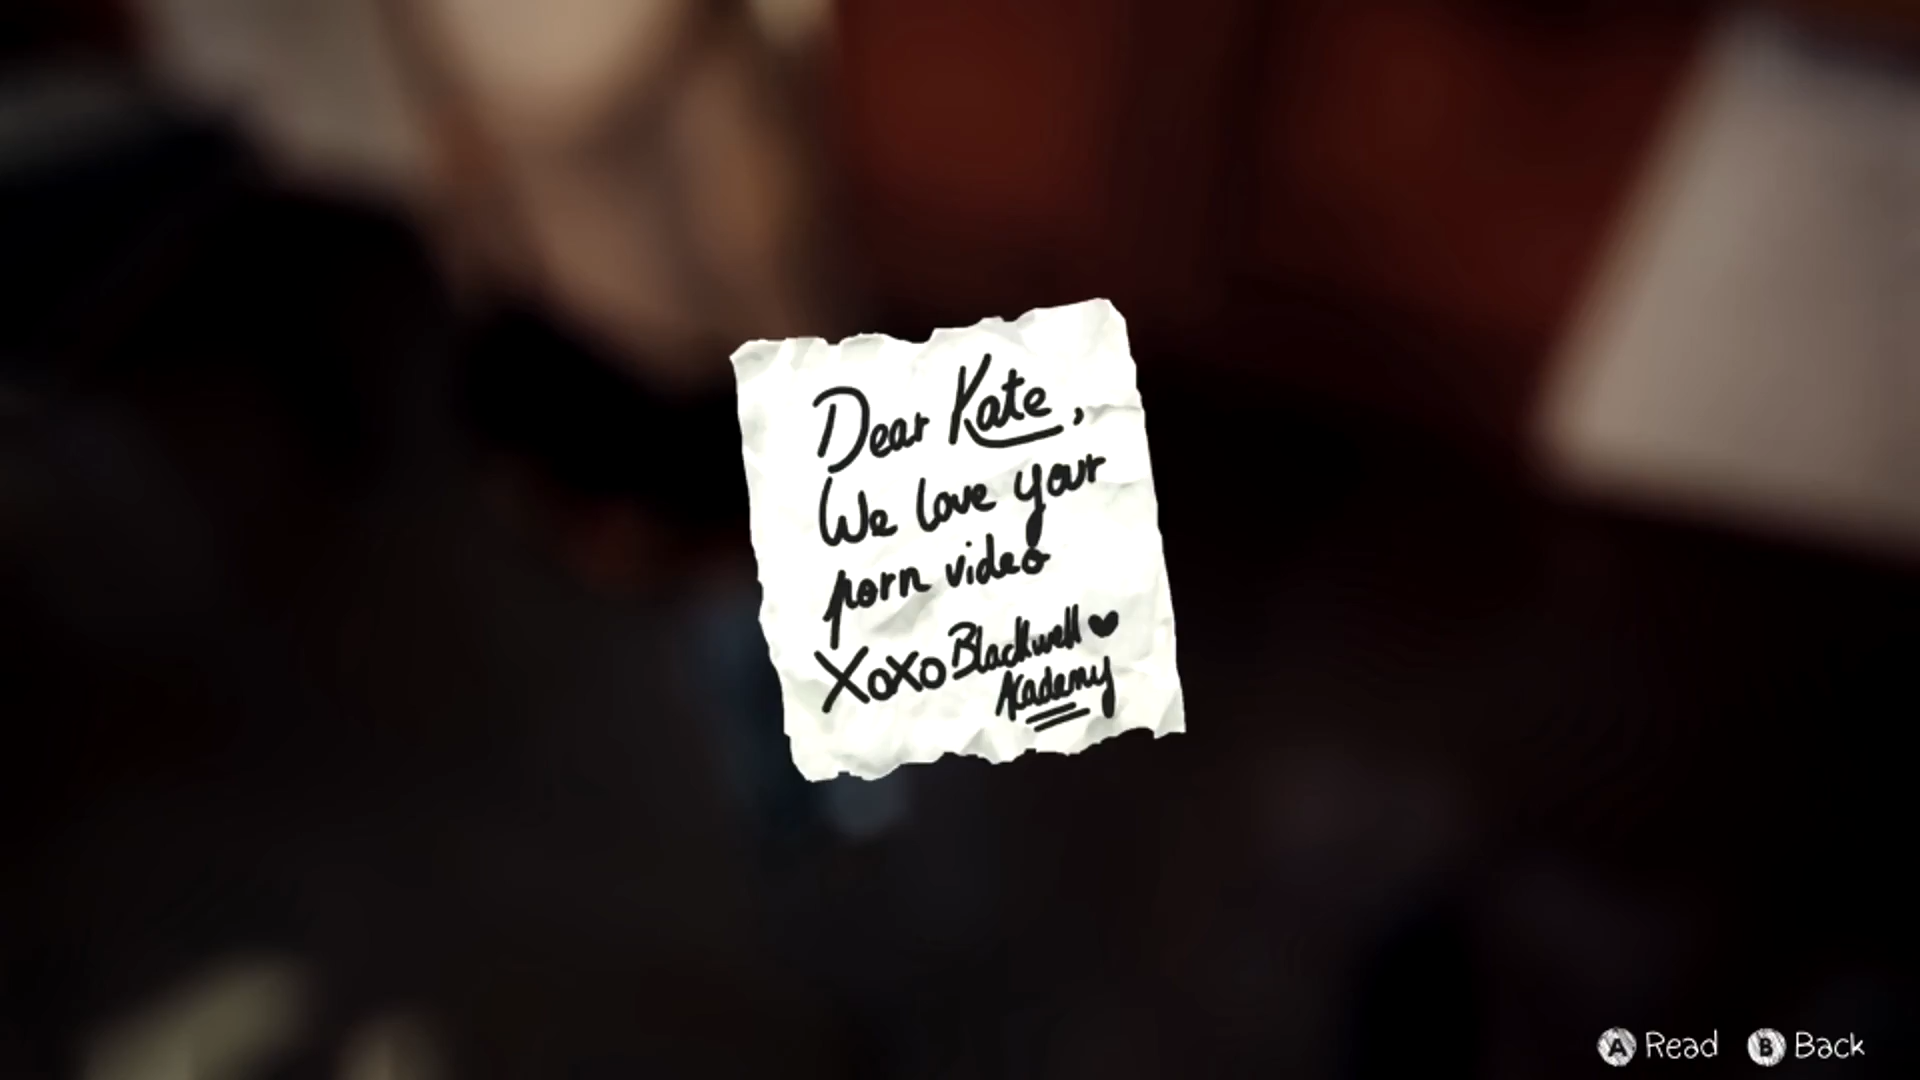 Dear Kate,
We love your
porn video
XoXo Blackwell ♥
Academy
A Read B Back